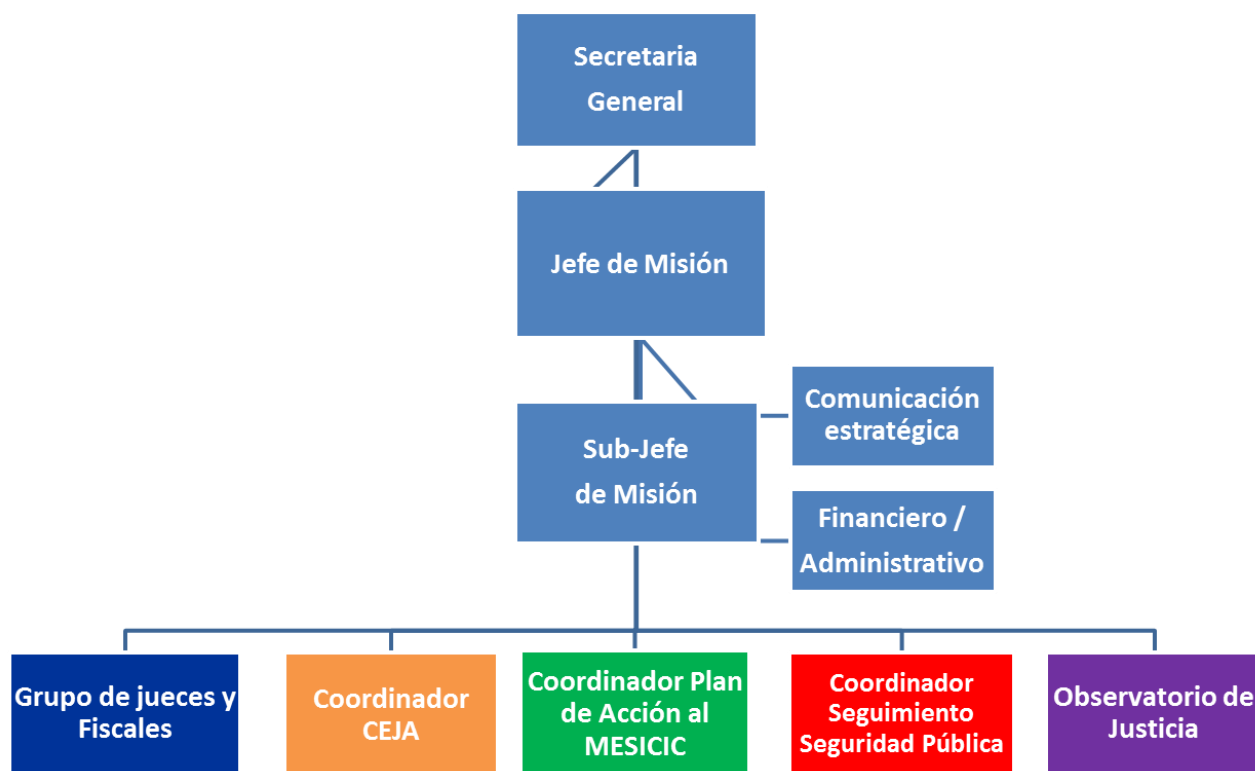 Secretaria
General
Jefe de Misión
Sub-Jefe
de Misión
Comunicación
estratégica
Financiero /
Administrativo
Grupo de jueces y
Fiscales
Coordinador
CEJA
Coordinador Plan
de Acción al
MESICIC
Coordinador
Seguimiento
Seguridad Pública
Observatorio de
Justicia